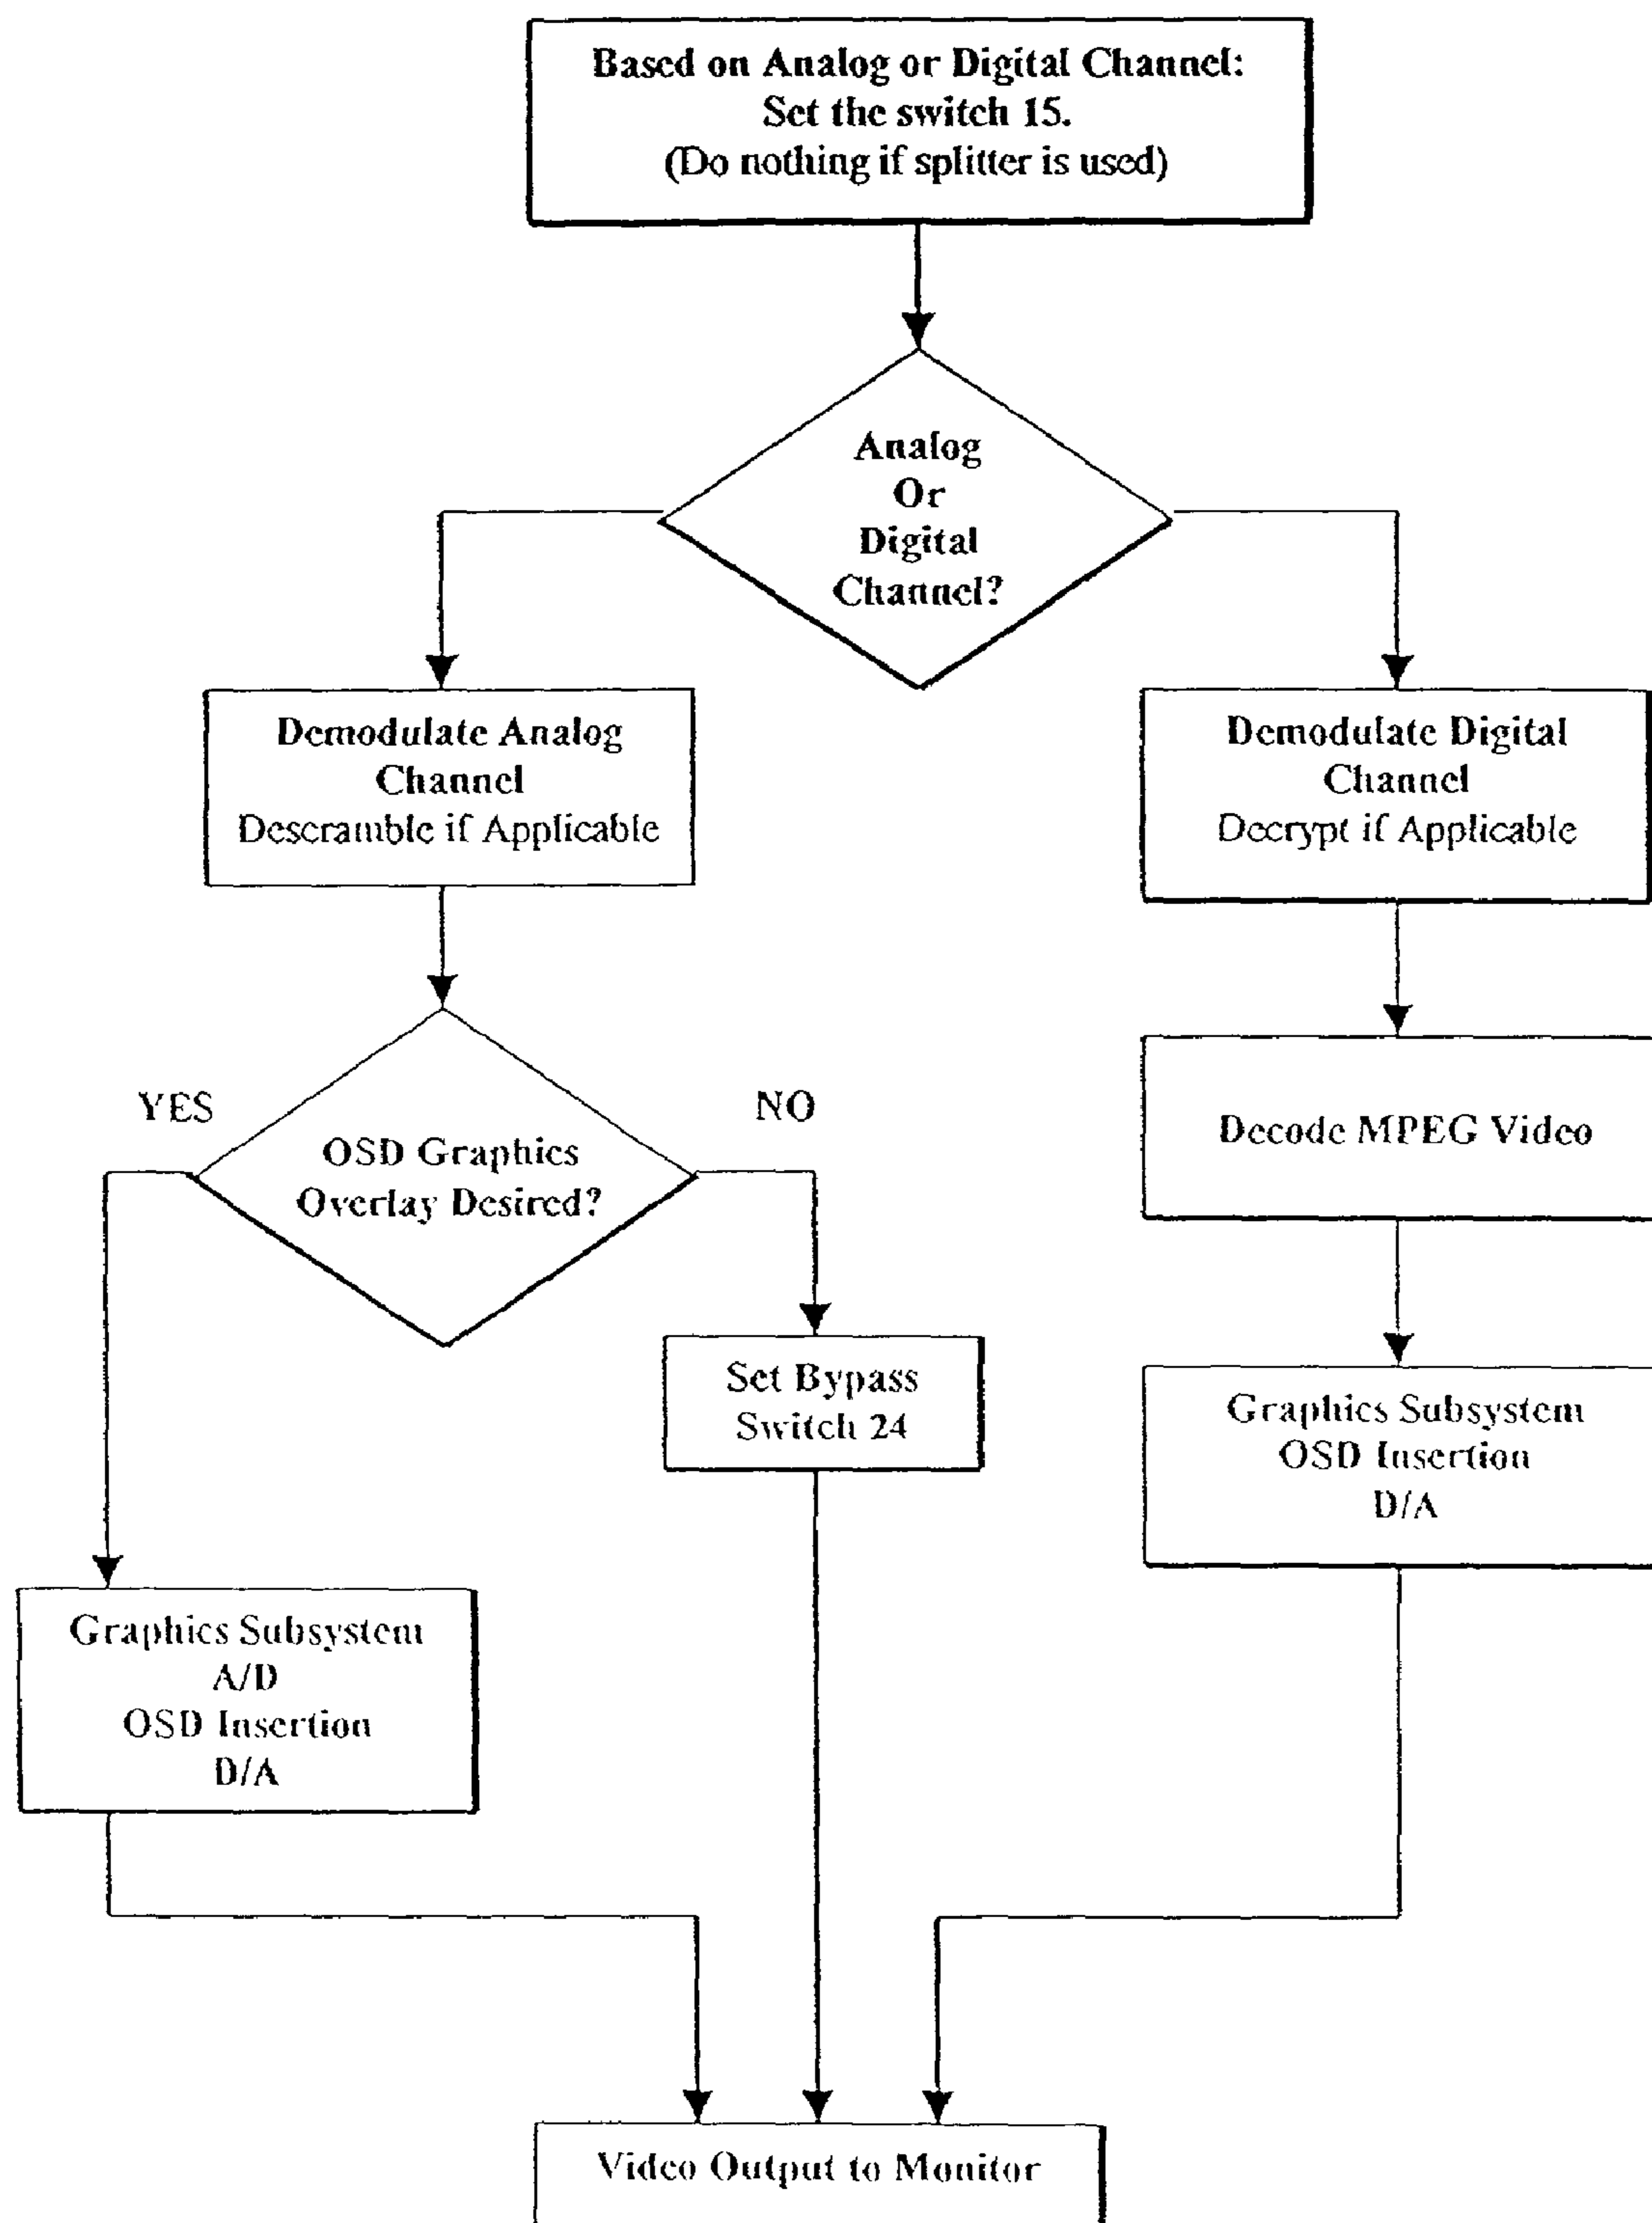 Based on Analog or Digital Channel:
Set the switch 15.
(Do nothing if splitter is used)
Analog
Or
Digital
Channel?
Demodulate Analog
Channel
Descramble if Applicable
Demodulate Digital
Channel
Decrypt if Applicable
YES
NO
OSD Graphics
Overlay Desired?
Decode MPEG Video
Set Bypass
Switch 24
Graphics Subsystem
OSD Insertion
D/A
Graphics Subsystem
A/D
OSD Insertion
D/A
Video Output to Monitor